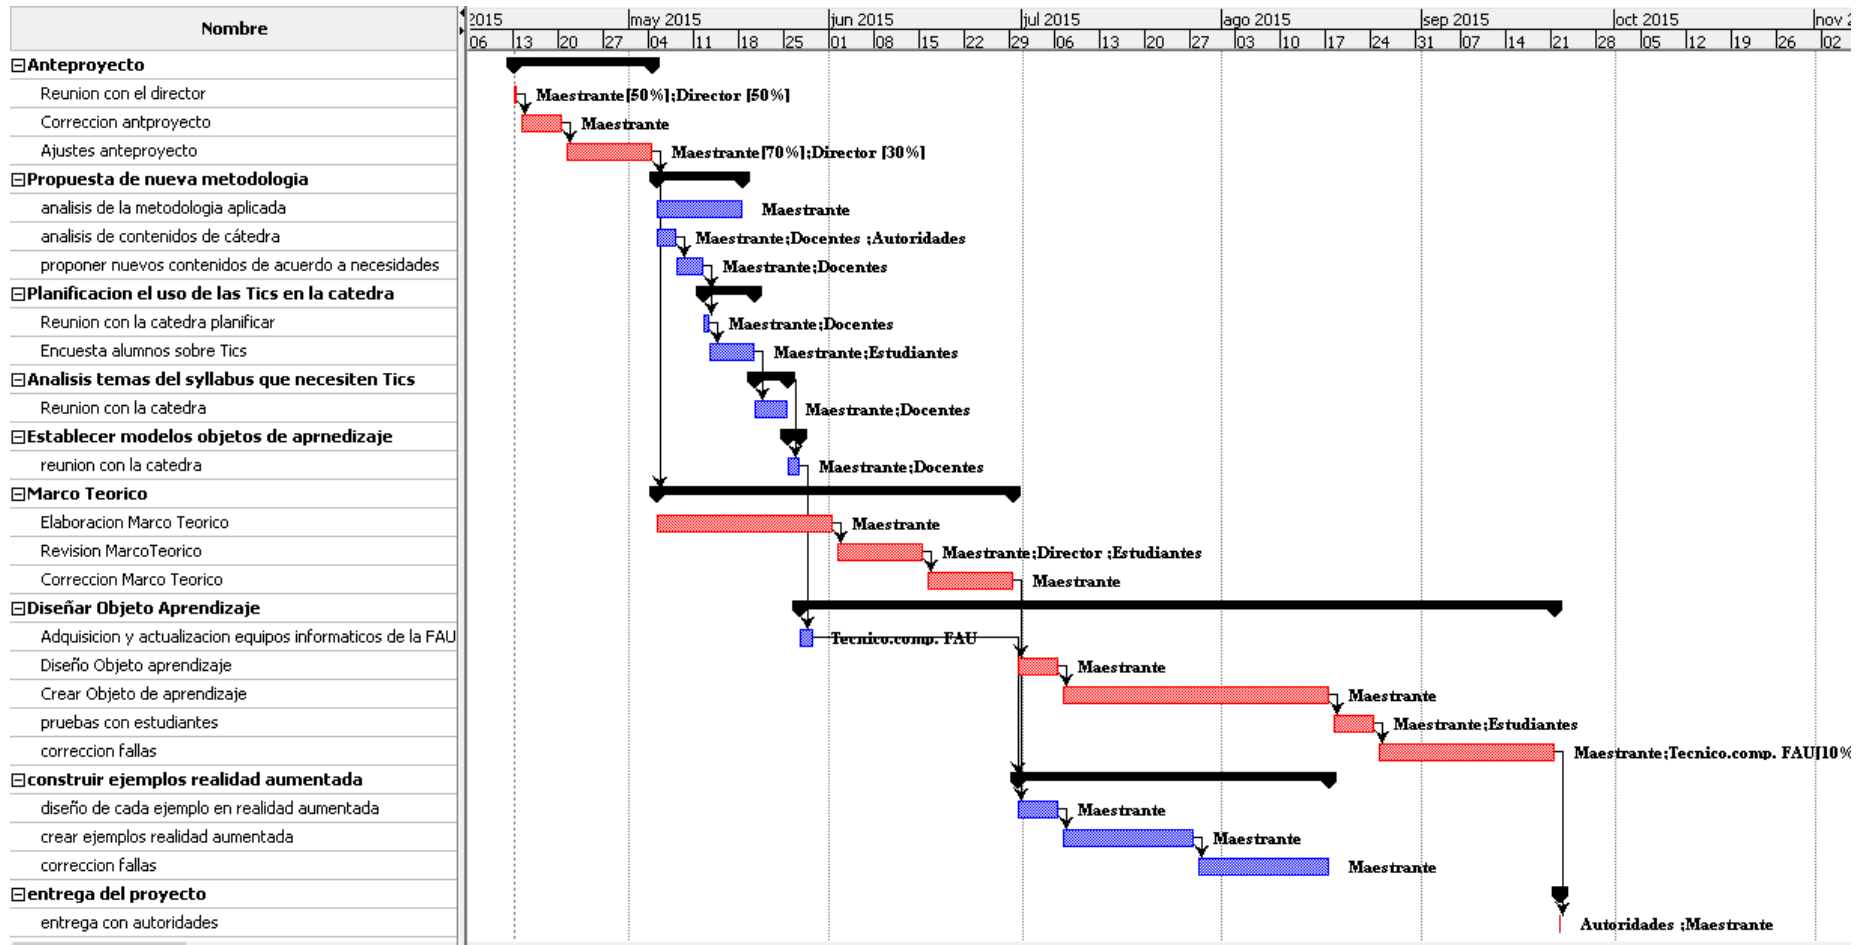 Nombre
2015 may 2015 jun 2015 jul 2015 ago 2015 sep 2015 oct 2015 nov 2
06 13 20 27 04 11 18 25 01 08 15 22 29 06 13 20 27 03 10 17 24 31 07 14 21 28 05 12 19 26 02
Anteproyecto
Reunion con el director Maestrante[50%];Director [50%]
Correccion antproyecto Maestrante
Ajustes anteproyecto Maestrante[70%];Director [30%]
Propuesta de nueva metodologia
analisis de la metodologia aplicada Maestrante
analisis de contenidos de cátedra Maestrante;Docentes ;Autoridades
proponer nuevos contenidos de acuerdo a necesidades Maestrante;Docentes
Planificacion el uso de las Tics en la catedra
Reunion con la catedra planificar Maestrante;Docentes
Encuesta alumnos sobre Tics Maestrante;Estudiantes
Analisis temas del syllabus que necesiten Tics
Reunion con la catedra Maestrante;Docentes
Establecer modelos objetos de aprnedizaje
reunion con la catedra Maestrante;Docentes
Marco Teorico
Elaboracion Marco Teorico Maestrante
Revision MarcoTeorico Maestrante;Director ;Estudiantes
Correccion Marco Teorico Maestrante
Diseñar Objeto Aprendizaje
Adquisicion y actualizacion equipos informaticos de la FAU Tecnico.comp. FAU
Diseño Objeto aprendizaje Maestrante
Crear Objeto de aprendizaje Maestrante
pruebas con estudiantes Maestrante;Estudiantes
correccion fallas Maestrante;Tecnico.comp. FAU[10%
construir ejemplos realidad aumentada
diseño de cada ejemplo en realidad aumentada Maestrante
crear ejemplos realidad aumentada Maestrante
correccion fallas Maestrante
entrega del proyecto
entrega con autoridades Autoridades ;Maestrante